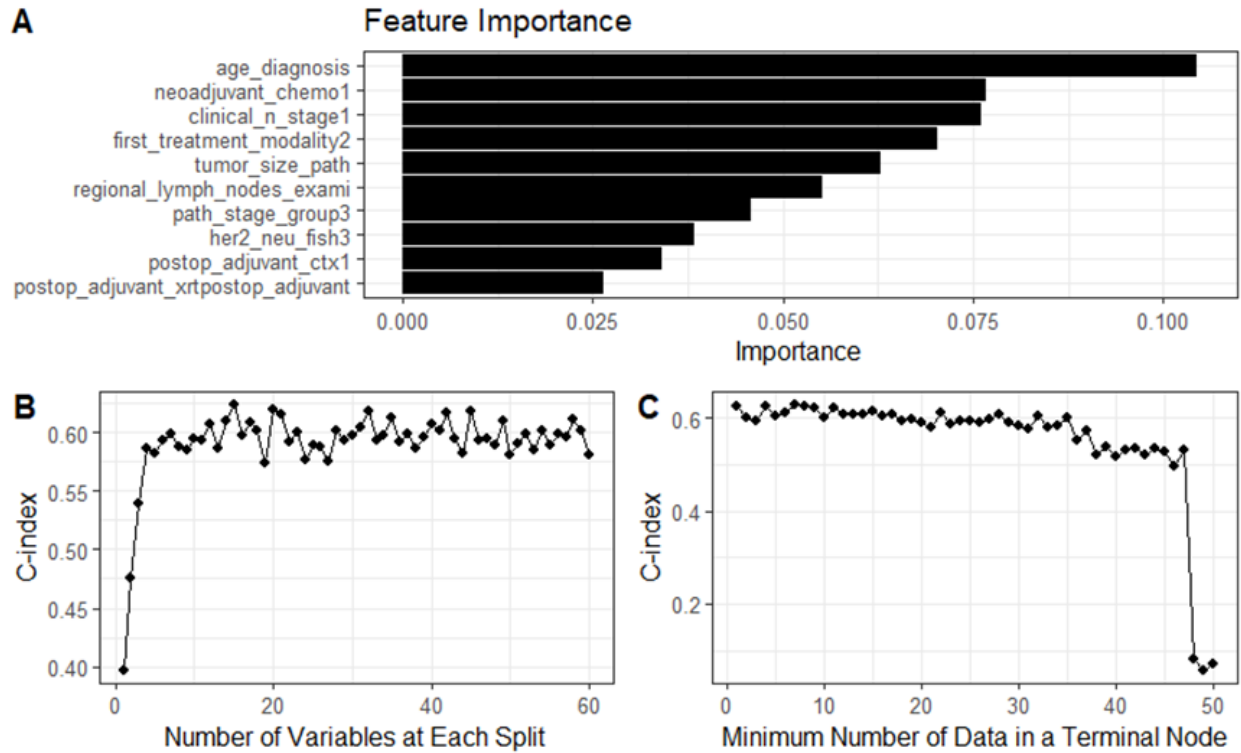 A
Feature Importance
age_diagnosis
neoadjuvant_chemo1
clinical_n_stage1
first_treatment_modality2
tumor_size_path
regional_lymph_nodes_exami
path_stage_group3
her2_neu_fish3
postop_adjuvant_ctx1
postop_adjuvant_xrtpostop_adjuvant
0.000 0.025 0.050 0.075 0.100
Importance
B
C-index
0.60
0.55
0.50
0.45
0.40
0 20 40 60
Number of Variables at Each Split
C
C-index
0.6
0.4
0.2
0 10 20 30 40 50
Minimum Number of Data in a Terminal Node